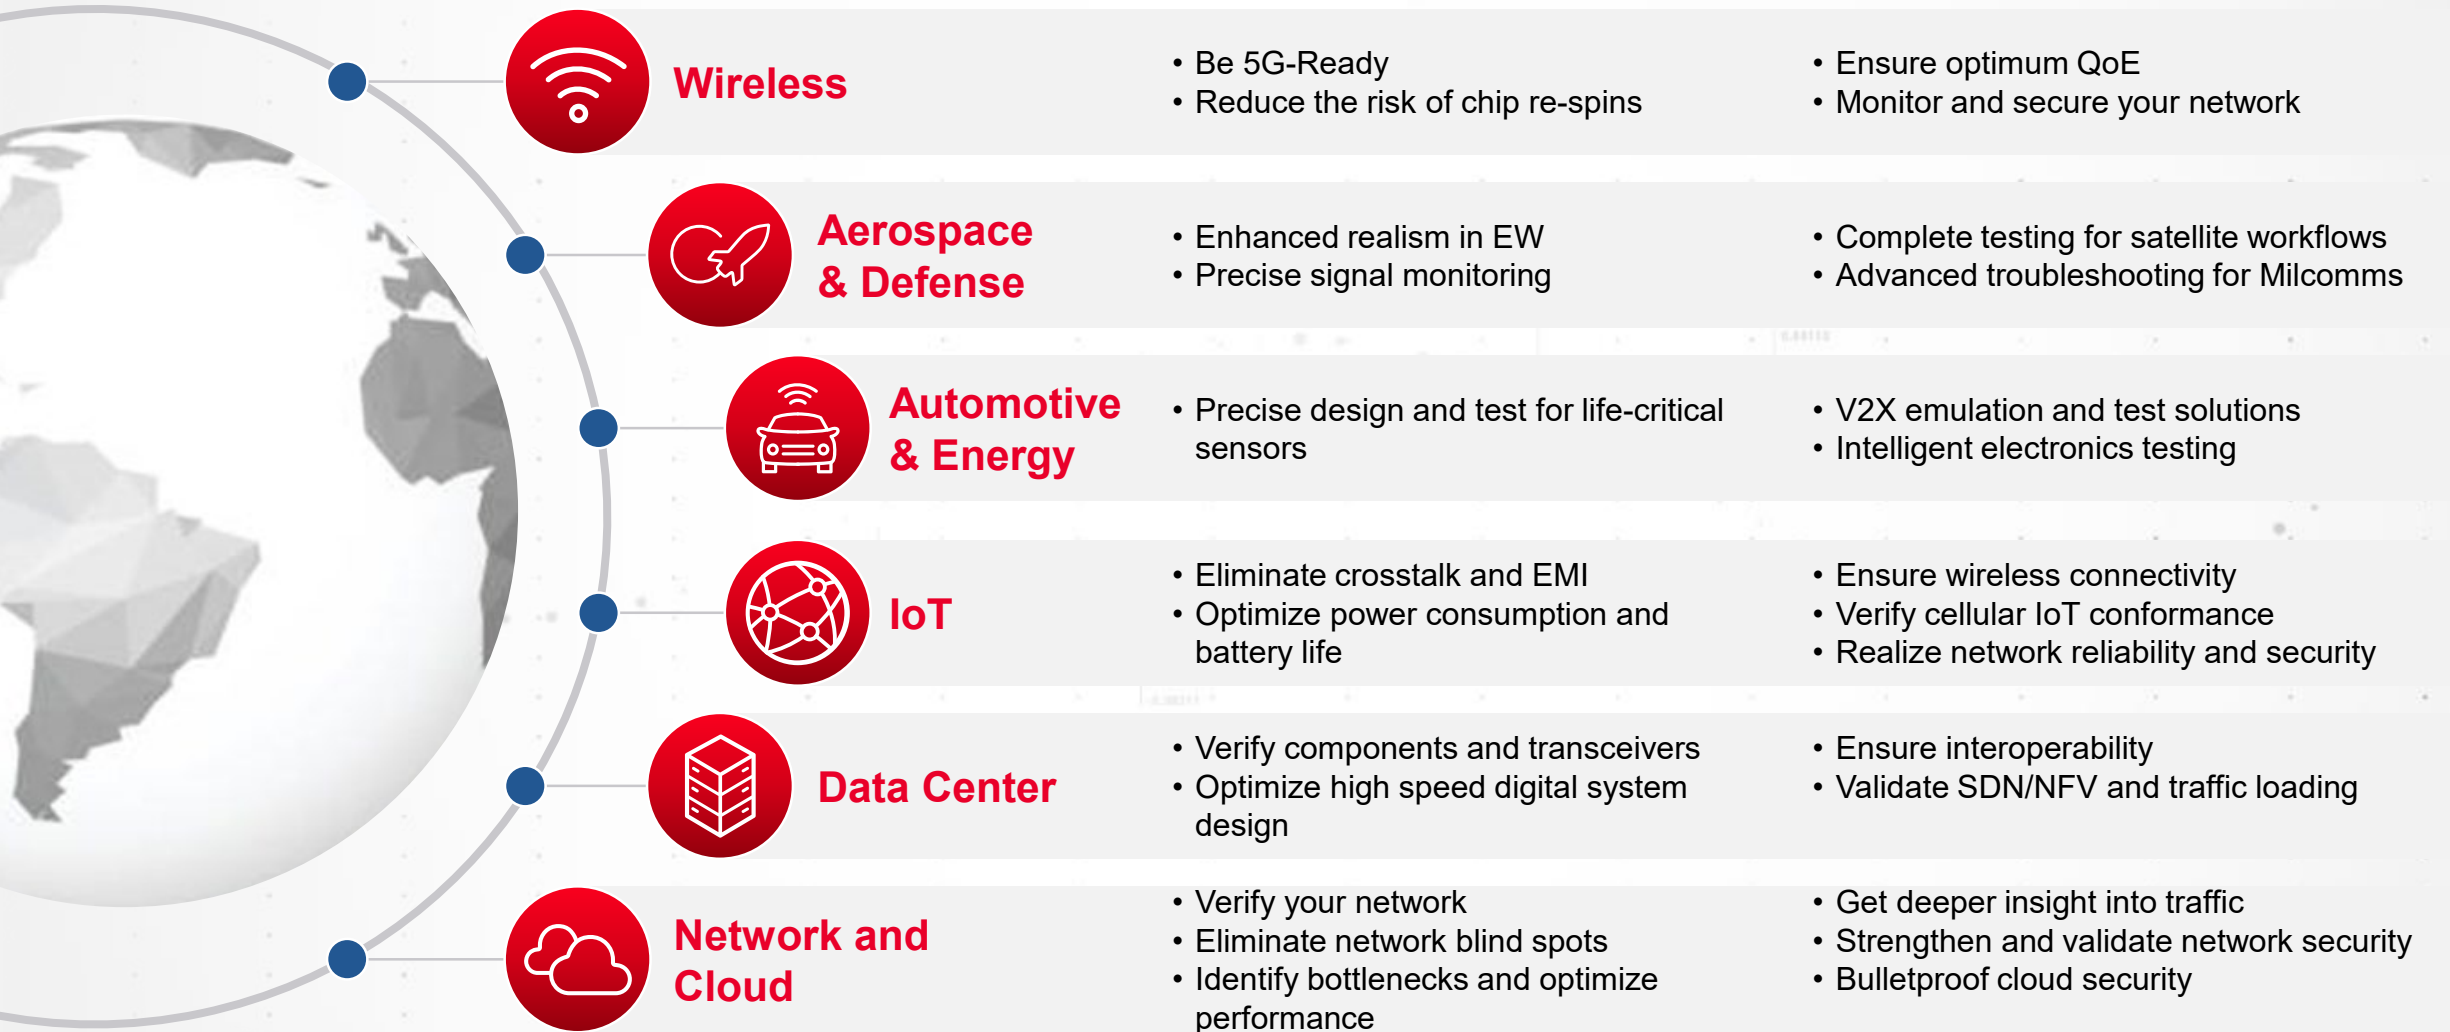 Wireless
• Be 5G-Ready
• Reduce the risk of chip re-spins
• Ensure optimum QoE
• Monitor and secure your network
Aerospace
& Defense
• Enhanced realism in EW
• Precise signal monitoring
• Complete testing for satellite workflows
• Advanced troubleshooting for Milcomms
Automotive
& Energy
• Precise design and test for life-critical
sensors
• V2X emulation and test solutions
• Intelligent electronics testing
IoT
• Eliminate crosstalk and EMI
• Optimize power consumption and
battery life
• Ensure wireless connectivity
• Verify cellular IoT conformance
• Realize network reliability and security
Data Center
• Verify components and transceivers
• Optimize high speed digital system
design
• Ensure interoperability
• Validate SDN/NFV and traffic loading
Network and
Cloud
• Verify your network
• Eliminate network blind spots
• Identify bottlenecks and optimize
performance
• Get deeper insight into traffic
• Strengthen and validate network security
• Bulletproof cloud security